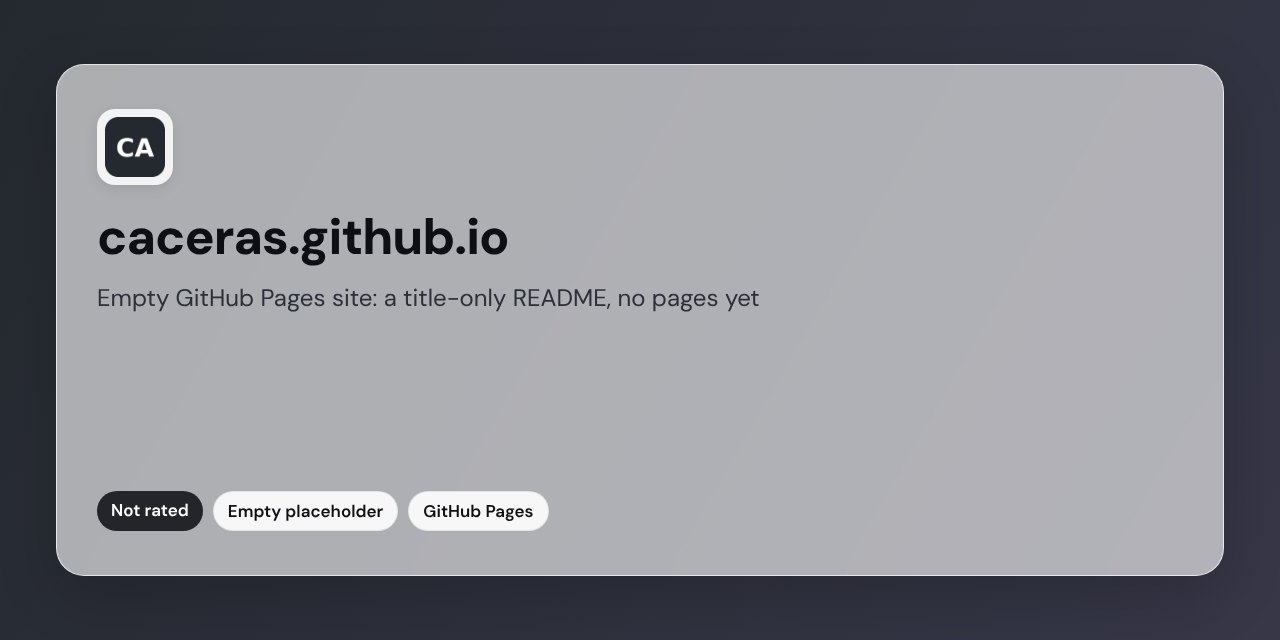 CA
caceras.github.io
Empty GitHub Pages site: a title-only README, no pages yet
Not rated
Empty placeholder
GitHub Pages